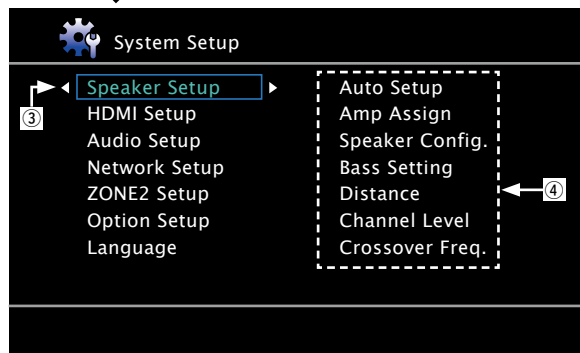 System Setup
③ Speaker Setup
HDMI Setup
Audio Setup
Network Setup
ZONE2 Setup
Option Setup
Language
Auto Setup
Amp Assign
Speaker Config.
Bass Setting
Distance ④
Channel Level
Crossover Freq.